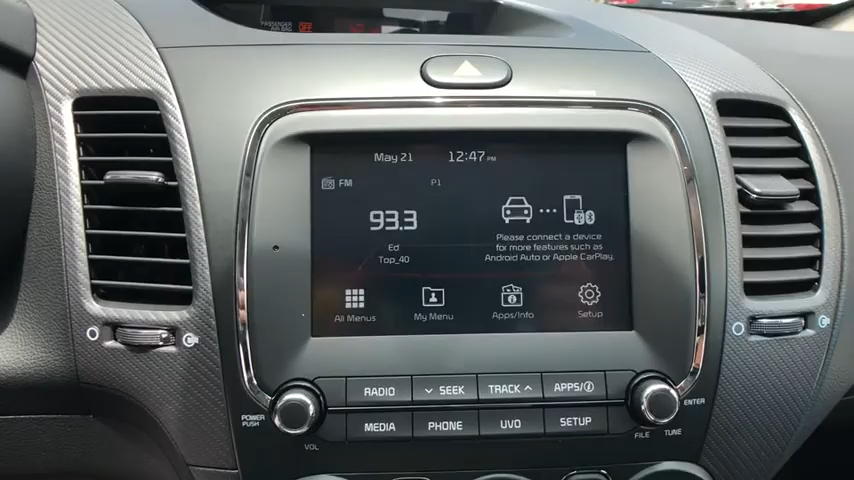 PASSENGER
AIR BAG OFF
May 21 12:47 PM
FM P1
93.3
Ed
Top_40
Please connect a device
for more features such as
Android Auto or Apple CarPlay.
All Menus My Menu Apps/Info Setup
RADIO SEEK TRACK APPS/i
MEDIA PHONE UVO SETUP
POWER
PUSH
VOL
ENTER
FILE TUNE